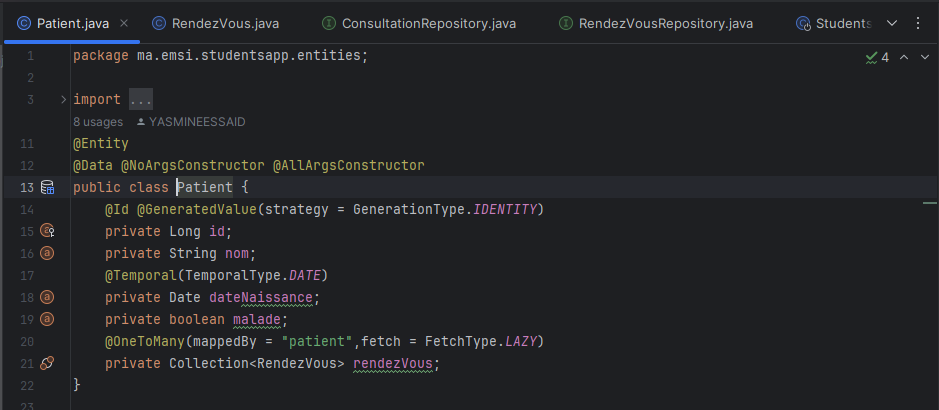 Patient.java × RendezVous.java ConsultationRepository.java RendezVousRepository.java Students
1 package ma.emsi.studentsapp.entities; 4
2
3 import ...
8 usages YASMINEESSAID
11 @Entity
12 @Data @NoArgsConstructor @AllArgsConstructor
13 public class Patient {
14 @Id @GeneratedValue(strategy = GenerationType.IDENTITY)
15 private Long id;
16 private String nom;
17 @Temporal(TemporalType.DATE)
18 private Date dateNaissance;
19 private boolean malade;
20 @OneToMany(mappedBy = "patient",fetch = FetchType.LAZY)
21 private Collection<RendezVous> rendezVous;
22 }
23